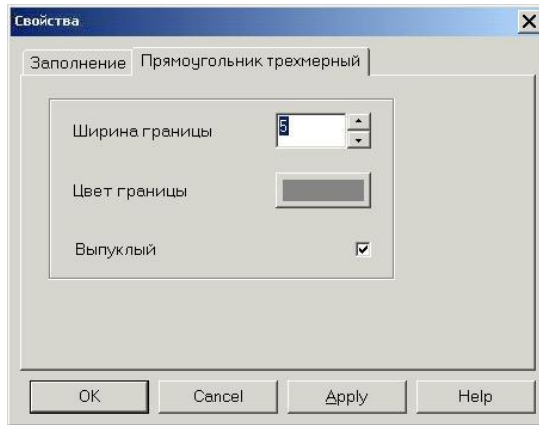 Свойства
Заполнение Прямоугольник трехмерный
Ширина границы 5
Цвет границы
Выпуклый
OK Cancel Apply Help